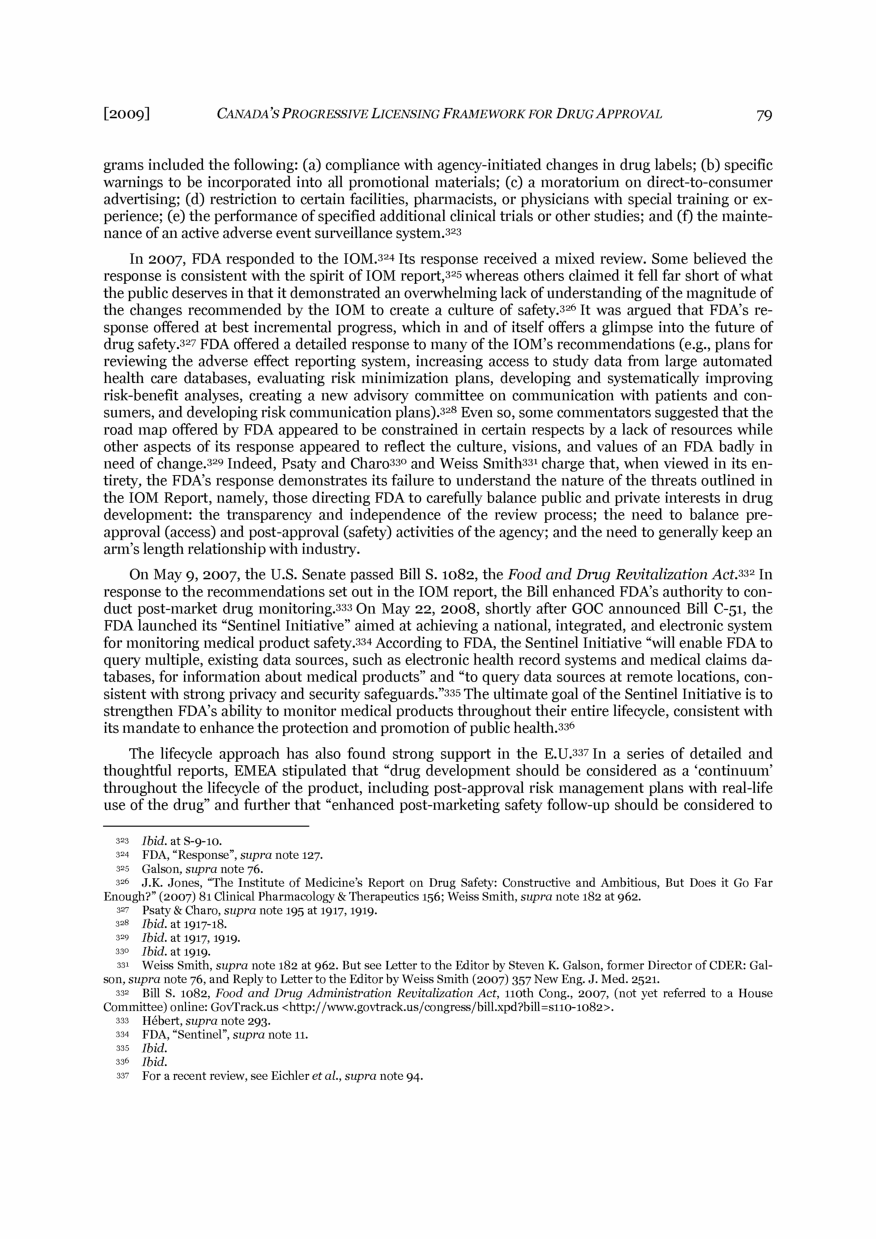 [2009] CANADA'S PROGRESSIVE LICENSING FRAMEWORK FOR DRUG APPROVAL 79
grams included the following: (a) compliance with agency-initiated changes in drug labels; (b) specific
warnings to be incorporated into all promotional materials; (c) a moratorium on direct-to-consumer
advertising; (d) restriction to certain facilities, pharmacists, or physicians with special training or ex-
perience; (e) the performance of specified additional clinical trials or other studies; and (f) the mainte-
nance of an active adverse event surveillance system.323
In 2007, FDA responded to the IOM.324 Its response received a mixed review. Some believed the
response is consistent with the spirit of IOM report,325 whereas others claimed it fell far short of what
the public deserves in that it demonstrated an overwhelming lack of understanding of the magnitude of
the changes recommended by the IOM to create a culture of safety.326 It was argued that FDA's re-
sponse offered at best incremental progress, which in and of itself offers a glimpse into the future of
drug safety.327 FDA offered a detailed response to many of the IOM's recommendations (e.g., plans for
reviewing the adverse effect reporting system, increasing access to study data from large automated
health care databases, evaluating risk minimization plans, developing and systematically improving
risk-benefit analyses, creating a new advisory committee on communication with patients and con-
sumers, and developing risk communication plans).328 Even so, some commentators suggested that the
road map offered by FDA appeared to be constrained in certain respects by a lack of resources while
other aspects of its response appeared to reflect the culture, visions, and values of an FDA badly in
need of change.329 Indeed, Psaty and Charo330 and Weiss Smith331 charge that, when viewed in its en-
tirety, the FDA's response demonstrates its failure to understand the nature of the threats outlined in
the IOM Report, namely, those directing FDA to carefully balance public and private interests in drug
development: the transparency and independence of the review process; the need to balance pre-
approval (access) and post-approval (safety) activities of the agency; and the need to generally keep an
arm's length relationship with industry.
On May 9, 2007, the U.S. Senate passed Bill S. 1082, the Food and Drug Revitalization Act.332 In
response to the recommendations set out in the IOM report, the Bill enhanced FDA's authority to con-
duct post-market drug monitoring.333 On May 22, 2008, shortly after GOC announced Bill C-51, the
FDA launched its "Sentinel Initiative" aimed at achieving a national, integrated, and electronic system
for monitoring medical product safety.334 According to FDA, the Sentinel Initiative "will enable FDA to
query multiple, existing data sources, such as electronic health record systems and medical claims da-
tabases, for information about medical products" and "to query data sources at remote locations, con-
sistent with strong privacy and security safeguards."335 The ultimate goal of the Sentinel Initiative is to
strengthen FDA's ability to monitor medical products throughout their entire lifecycle, consistent with
its mandate to enhance the protection and promotion of public health.336
The lifecycle approach has also found strong support in the E.U.337 In a series of detailed and
thoughtful reports, EMEA stipulated that "drug development should be considered as a 'continuum'
throughout the lifecycle of the product, including post-approval risk management plans with real-life
use of the drug" and further that "enhanced post-marketing safety follow-up should be considered to
323 Ibid. at S-9-10.
324 FDA, "Response", supra note 127.
325 Galson, supra note 76.
326 J.K. Jones, "The Institute of Medicine's Report on Drug Safety: Constructive and Ambitious, But Does it Go Far
Enough?" (2007) 81 Clinical Pharmacology & Therapeutics 156; Weiss Smith, supra note 182 at 962.
327 Psaty & Charo, supra note 195 at 1917, 1919.
328 Ibid. at 1917-18.
329 Ibid. at 1917, 1919.
330 Ibid. at 1919.
331 Weiss Smith, supra note 182 at 962. But see Letter to the Editor by Steven K. Galson, former Director of CDER: Gal-
son, supra note 76, and Reply to Letter to the Editor by Weiss Smith (2007) 357 New Eng. J. Med. 2521.
332 Bill S. 1082, Food and Drug Administration Revitalization Act, 110th Cong., 2007, (not yet referred to a House
Committee) online: GovTrack.us <http://www.govtrack.us/congress/bill.xpd?bill=s110-1082>.
333 Hébert, supra note 293.
334 FDA, "Sentinel", supra note 11.
335 Ibid.
336 Ibid.
337 For a recent review, see Eichler et al., supra note 94.